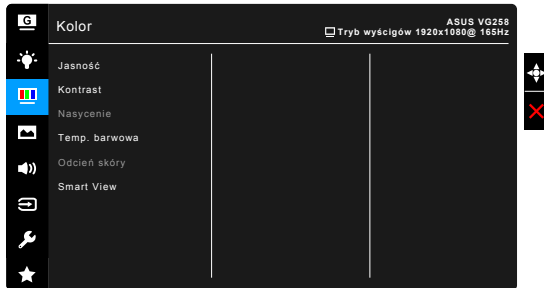 G
Kolor
ASUS VG258
Tryb wyścigów 1920x1080@ 165Hz
Jasność
Kontrast
Nasycenie
Temp. barwowa
Odcień skóry
Smart View